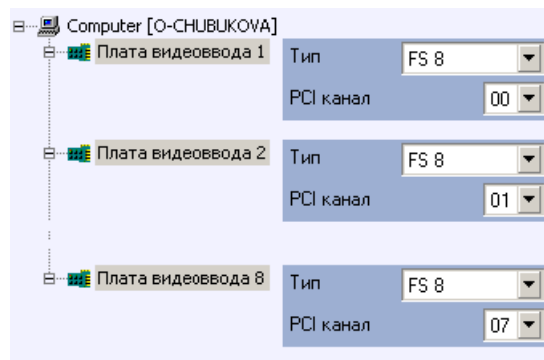 Computer [O-CHUBUKOVA]
Плата видеоввода 1 Тип FS 8
PCI канал 00
Плата видеоввода 2 Тип FS 8
PCI канал 01
Плата видеоввода 8 Тип FS 8
PCI канал 07